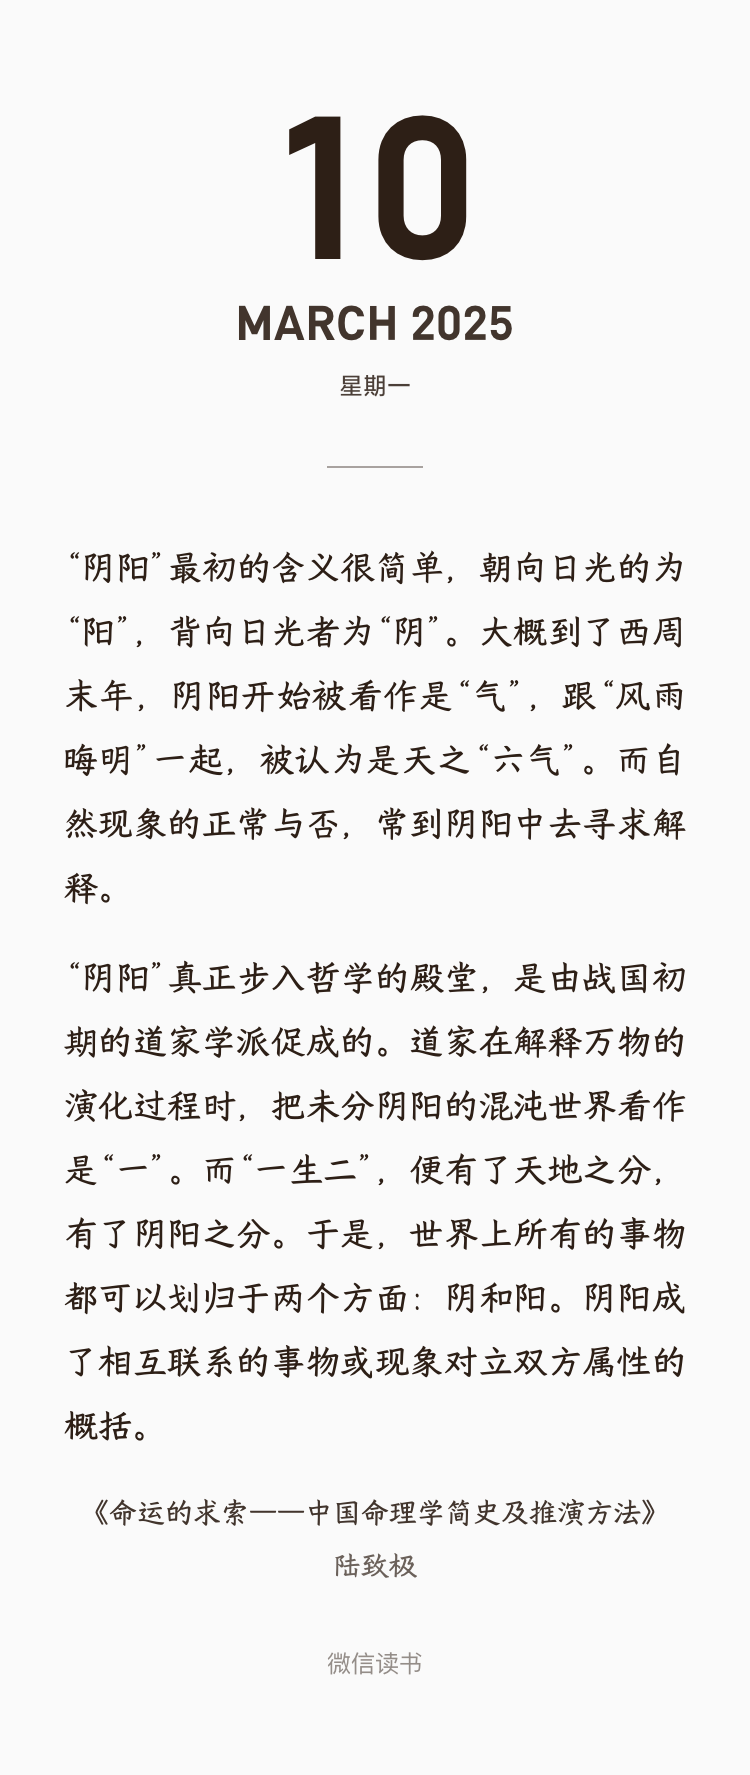 10
MARCH 2025
星期一
“阴阳”最初的含义很简单，朝向日光的为
“阳”，背向日光者为“阴”。大概到了西周
末年，阴阳开始被看作是“气”，跟“风雨
晦明”一起，被认为是天之“六气”。而自
然现象的正常与否，常到阴阳中去寻求解
释。
“阴阳”真正步入哲学的殿堂，是由战国初
期的道家学派促成的。道家在解释万物的
演化过程时，把未分阴阳的混沌世界看作
是“一”。而“一生二”，便有了天地之分，
有了阴阳之分。于是，世界上所有的事物
都可以划归于两个方面：阴和阳。阴阳成
了相互联系的事物或现象对立双方属性的
概括。
《命运的求索——中国命理学简史及推演方法》
陆致极
微信读书